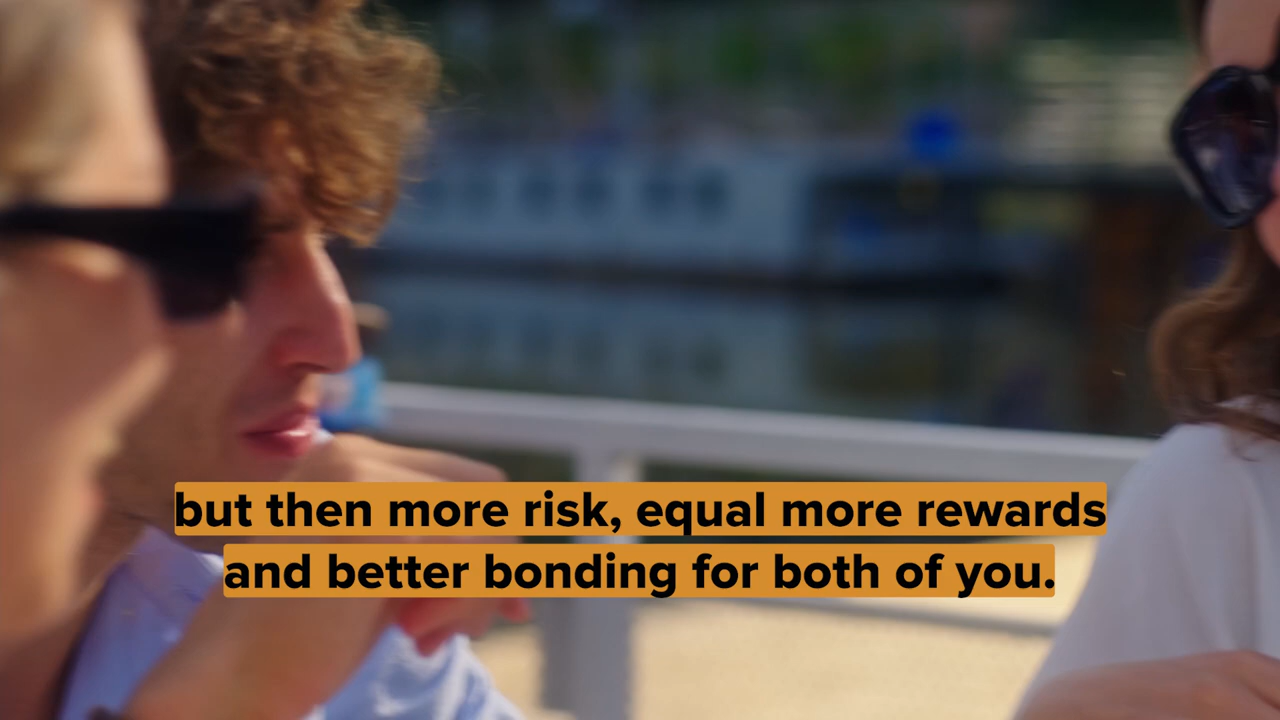 but then more risk, equal more rewards
and better bonding for both of you.